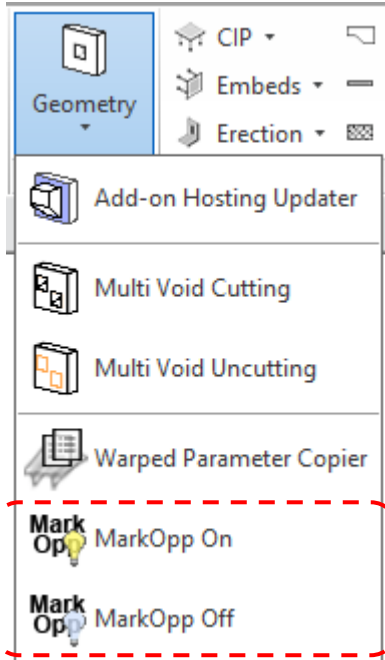 Geometry
CIP
Embeds
Erection
Add-on Hosting Updater
Multi Void Cutting
Multi Void Uncutting
Warped Parameter Copier
Mark
Opp MarkOpp On
Mark
Opp MarkOpp Off